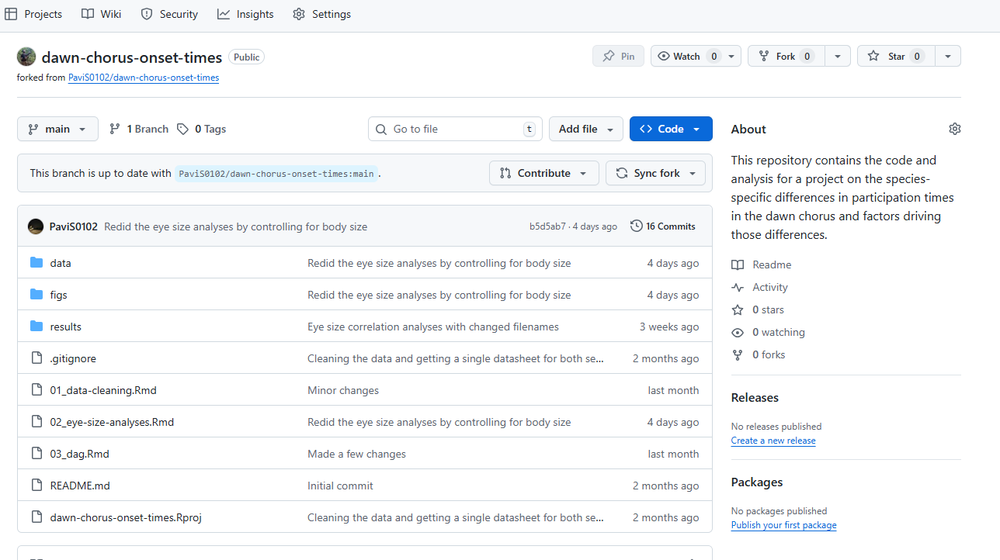 Projects Wiki Security Insights Settings
dawn-chorus-onset-times Public Pin Watch 0 Fork 0 Star 0
forked from PaviS0102/dawn-chorus-onset-times
main 1 Branch 0 Tags Go to file t Add file Code
This branch is up to date with PaviS0102/dawn-chorus-onset-times:main . Contribute Sync fork
PaviS0102 Redid the eye size analyses by controlling for body size b5d5ab7 · 4 days ago 16 Commits
data Redid the eye size analyses by controlling for body size 4 days ago
figs Redid the eye size analyses by controlling for body size 4 days ago
results Eye size correlation analyses with changed filenames 3 weeks ago
.gitignore Cleaning the data and getting a single datasheet for both se... 2 months ago
01_data-cleaning.Rmd Minor changes last month
02_eye-size-analyses.Rmd Redid the eye size analyses by controlling for body size 4 days ago
03_dag.Rmd Made a few changes last month
README.md Initial commit 2 months ago
dawn-chorus-onset-times.Rproj Cleaning the data and getting a single datasheet for both se... 2 months ago
About
This repository contains the code and
analysis for a project on the species-
specific differences in participation times
in the dawn chorus and factors driving
those differences.
Readme
Activity
0 stars
0 watching
0 forks
Releases
No releases published
Create a new release
Packages
No packages published
Publish your first package